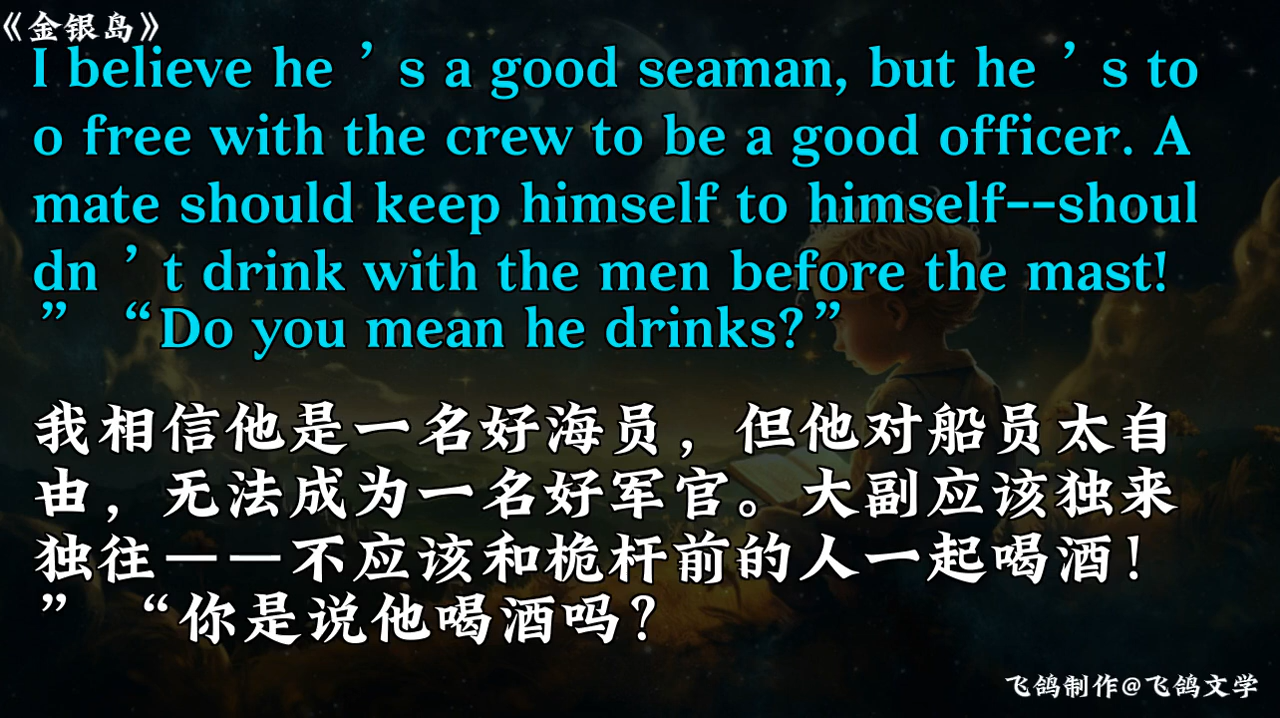 《金银岛》
I believe he ’ s a good seaman, but he ’ s to
o free with the crew to be a good officer. A
mate should keep himself to himself--shoul
dn ’ t drink with the men before the mast!
” “Do you mean he drinks?”
我相信他是一名好海员，但他对船员太自
由，无法成为一名好军官。大副应该独来
独往——不应该和桅杆前的人一起喝酒！
” “你是说他喝酒吗？
飞鸽制作@飞鸽文学